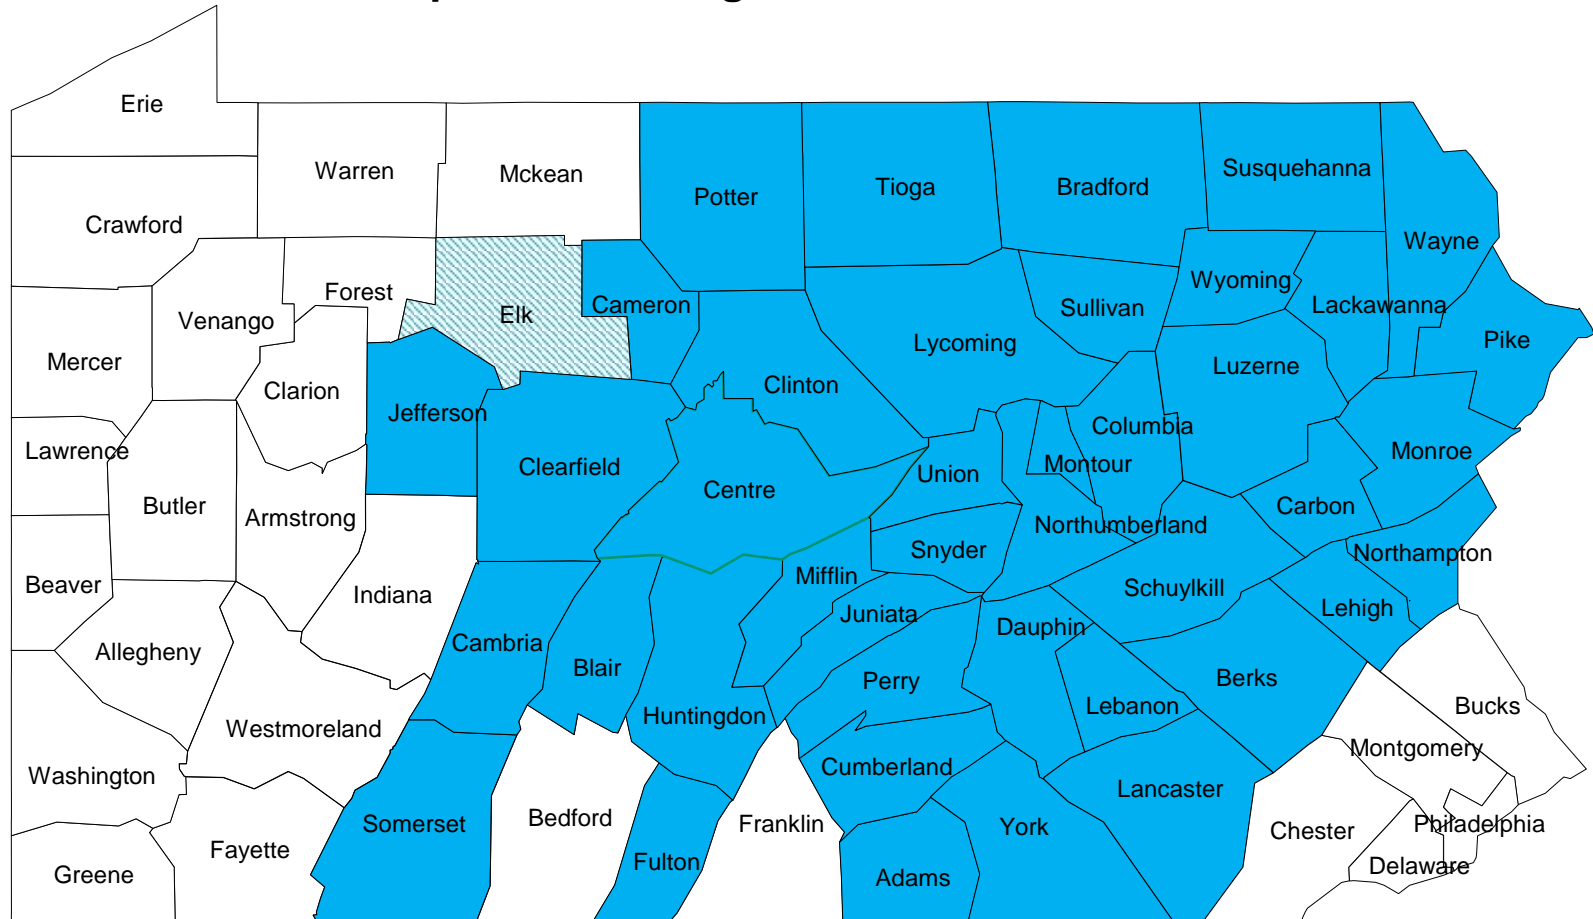 Erie
Warren
Mckean
Potter
Tioga
Bradford
Susquehanna
Wayne
Crawford
Forest
Elk
Cameron
Wyoming
Lackawanna
Sullivan
Venango
Lycoming
Pike
Mercer
Luzerne
Clarion
Clinton
Jefferson
Columbia
Lawrence
Clearfield
Montour
Monroe
Union
Centre
Butler
Armstrong
Carbon
Northumberland
Snyder
Northampton
Beaver
Indiana
Mifflin
Schuylkill
Lehigh
Juniata
Dauphin
Allegheny
Cambria
Blair
Perry
Berks
Lebanon
Bucks
Huntingdon
Westmoreland
Montgomery
Washington
Cumberland
Lancaster
Bedford
Somerset
Franklin
York
Chester
Philadelphia
Fayette
Fulton
Delaware
Greene
Adams